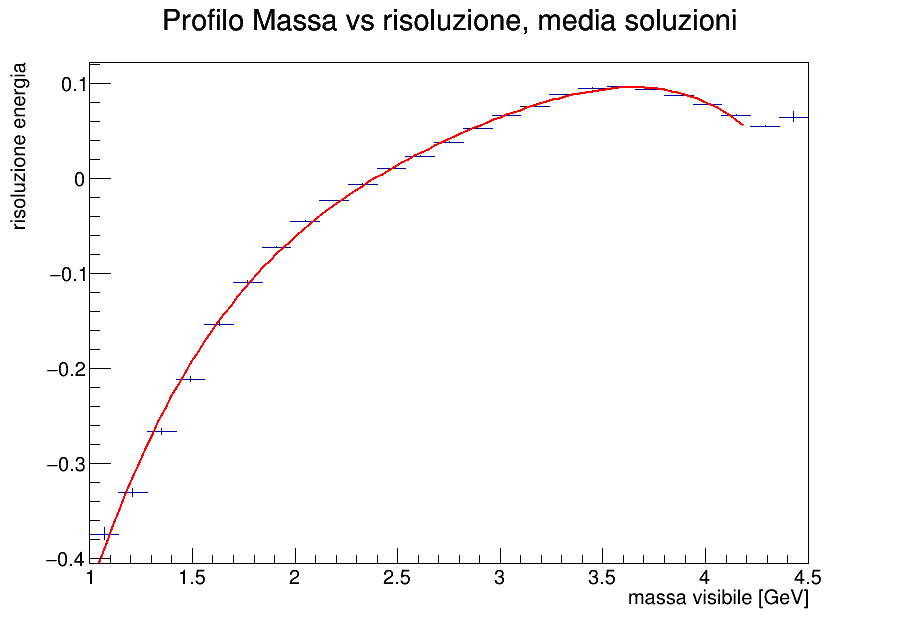 Profilo Massa vs risoluzione, media soluzioni
risoluzione energia
0.1
0
−0.1
−0.2
−0.3
−0.4
1 1.5 2 2.5 3 3.5 4 4.5
massa visibile [GeV]